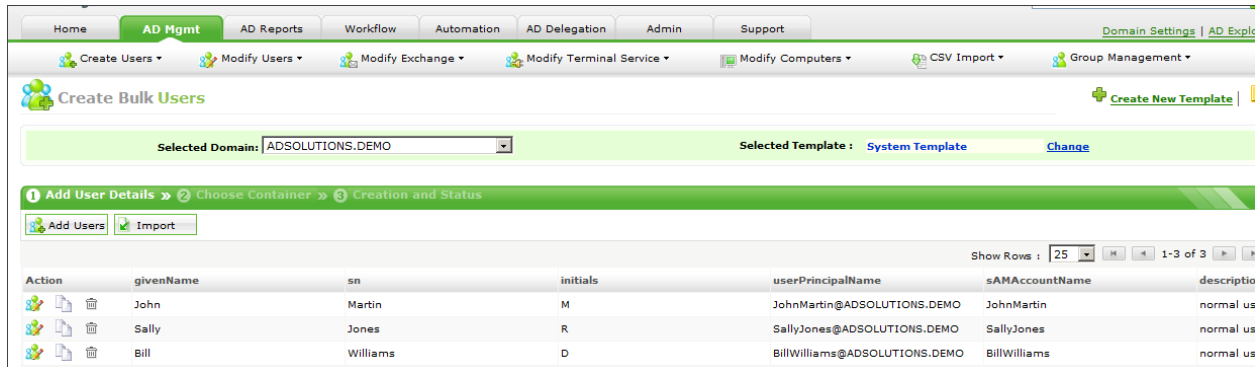 Home AD Mgmt AD Reports Workflow Automation AD Delegation Admin Support
Domain Settings | AD Explo
Create Users Modify Users Modify Exchange Modify Terminal Service Modify Computers CSV Import Group Management
Create Bulk Users
Create New Template |
Selected Domain: ADSOLUTIONS.DEMO Selected Template : System Template Change
1 Add User Details » 2 Choose Container » 3 Creation and Status
Add Users Import
Show Rows : 25 1-3 of 3
Action givenName sn initials userPrincipalName sAMAccountName descriptio
John Martin M JohnMartin@ADSOLUTIONS.DEMO JohnMartin normal us
Sally Jones R SallyJones@ADSOLUTIONS.DEMO SallyJones normal us
Bill Williams D BillWilliams@ADSOLUTIONS.DEMO BillWilliams normal us